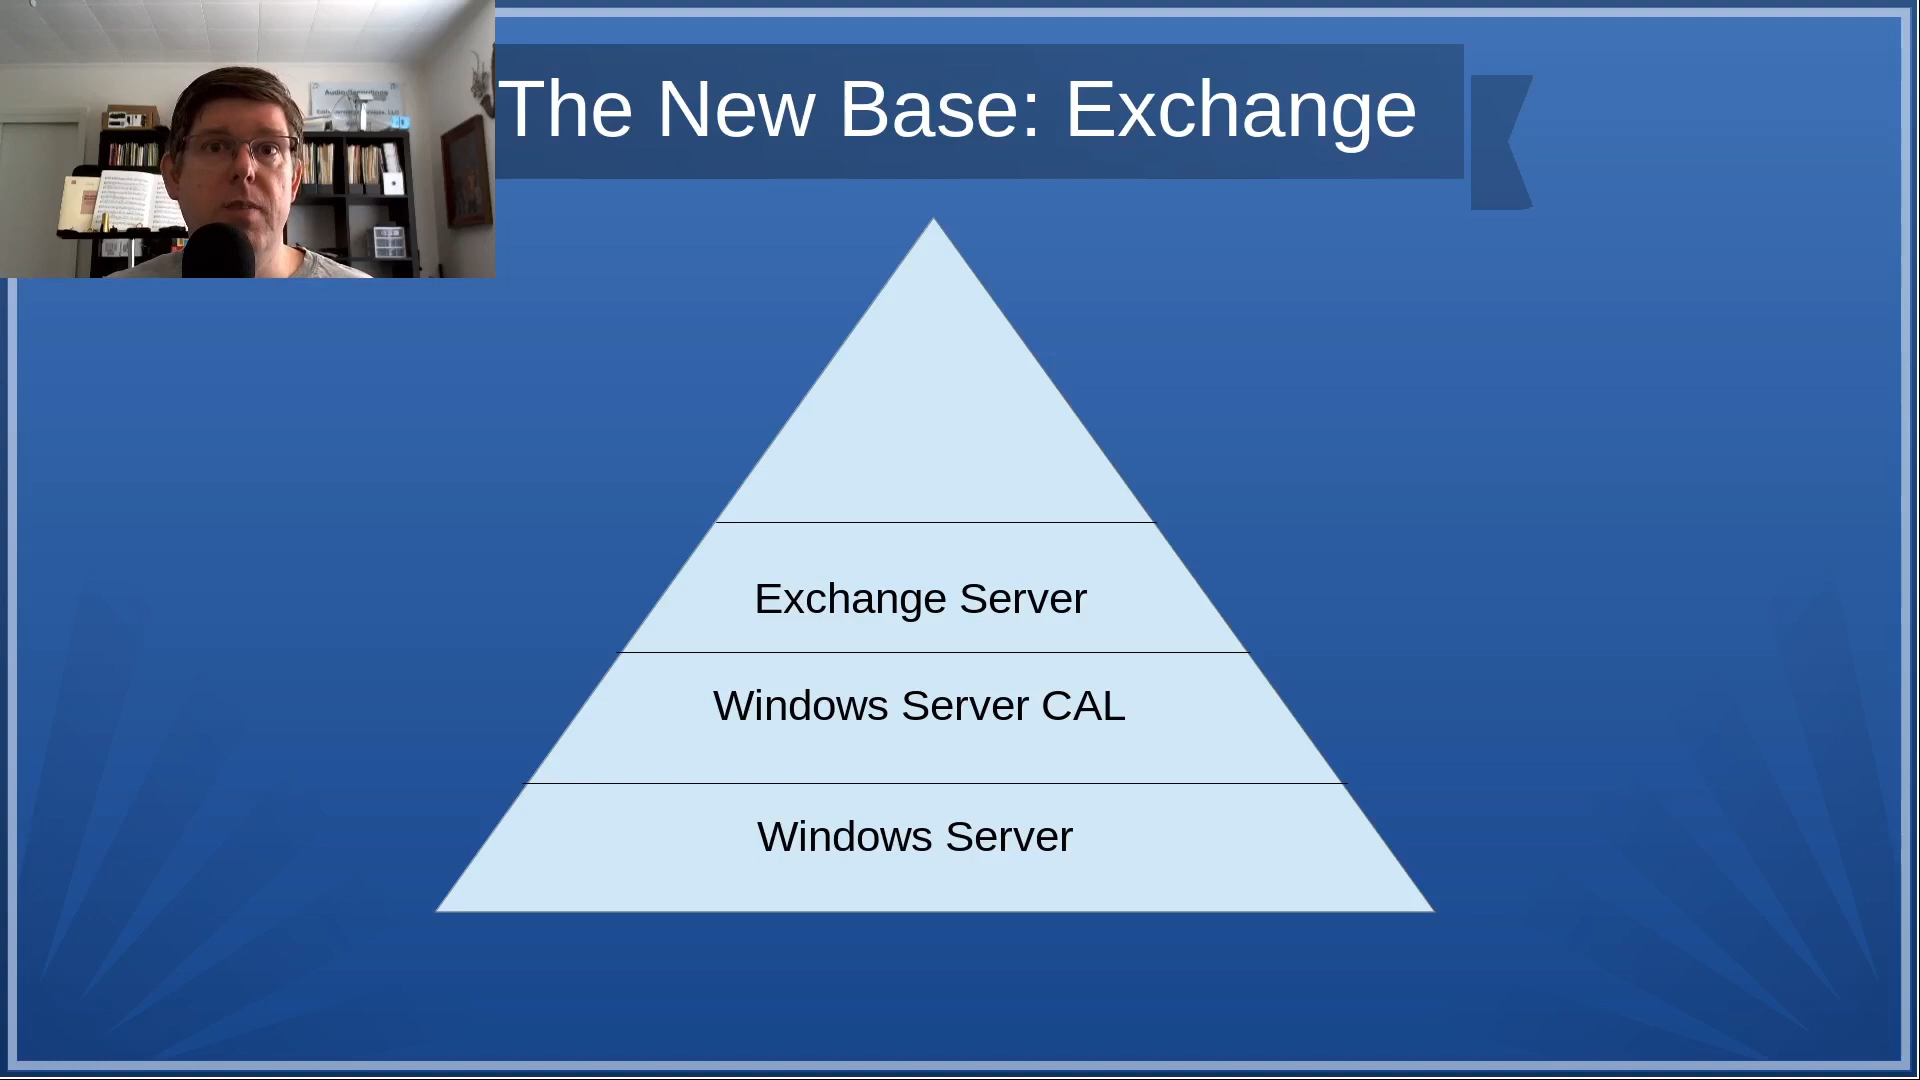 The New Base: Exchange
Exchange Server
Windows Server CAL
Windows Server